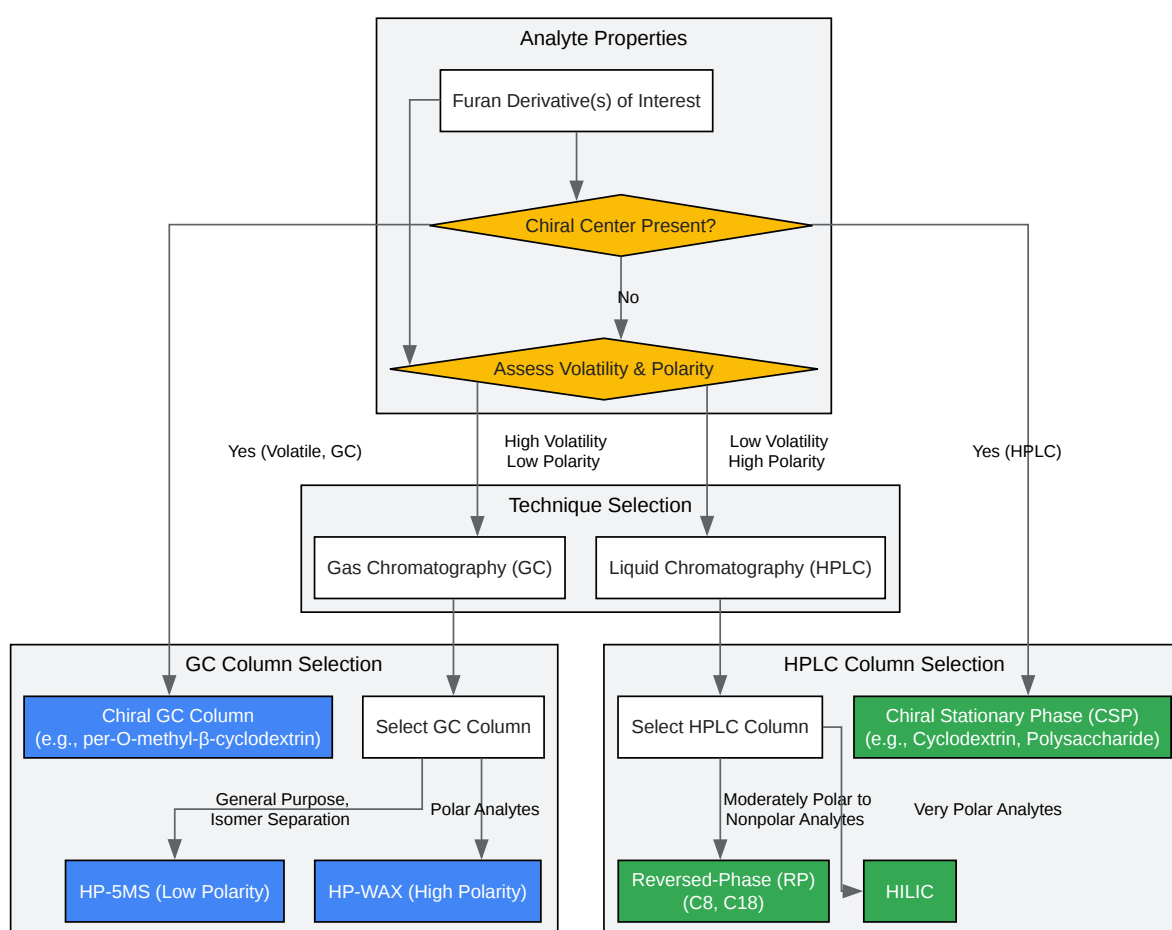 Analyte Properties
Furan Derivative(s) of Interest
Chiral Center Present?
No
Assess Volatility & Polarity
Yes (Volatile, GC)
High Volatility
Low Polarity
Low Volatility
High Polarity
Yes (HPLC)
Technique Selection
Gas Chromatography (GC)
Liquid Chromatography (HPLC)
GC Column Selection
Chiral GC Column
(e.g., per-O-methyl-β-cyclodextrin)
Select GC Column
General Purpose,
Isomer Separation
Polar Analytes
HP-5MS (Low Polarity)
HP-WAX (High Polarity)
HPLC Column Selection
Select HPLC Column
Chiral Stationary Phase (CSP)
(e.g., Cyclodextrin, Polysaccharide)
Moderately Polar to
Nonpolar Analytes
Very Polar Analytes
Reversed-Phase (RP)
(C8, C18)
HILIC